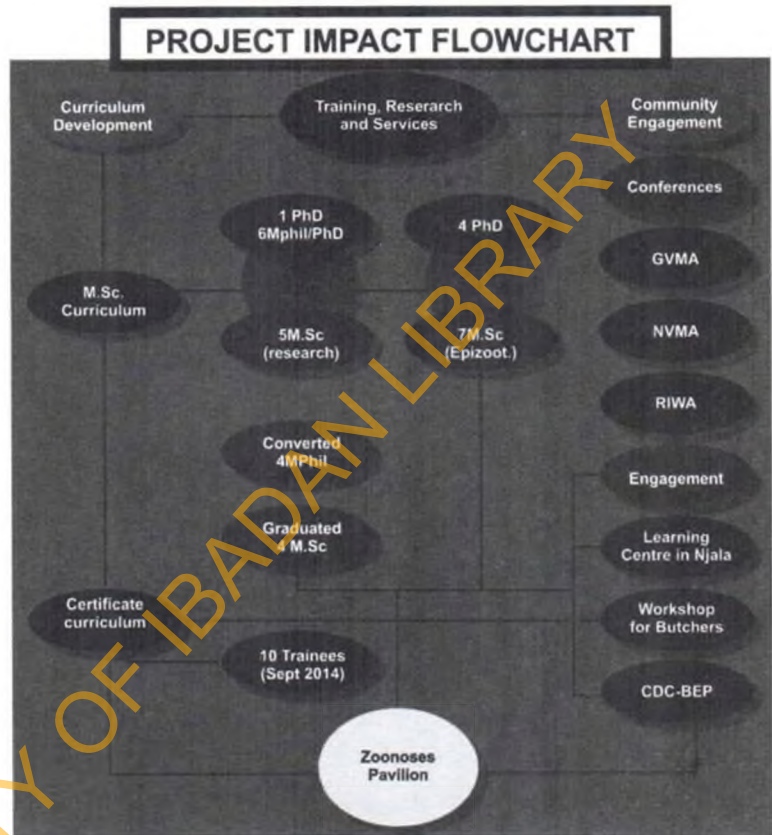 PROJECT IMPACT FLOWCHART
Curriculum
Development
Training, Reserarch
and Services
Community
Engagement
Conferences
1 PhD
6Mphil/PhD
4 PhD
GVMA
M.Sc.
Curriculum
5M.Sc
(research)
7M.Sc
(Epizoot.)
NVMA
RIWA
Converted
4MPhil
Engagement
Graduated
4 M.Sc
Learning
Centre in Njala
Certificate
curriculum
Workshop
for Butchers
10 Trainees
(Sept 2014)
CDC-BEP
Zoonoses
Pavilion
Y OF IBADAN LIBRARY